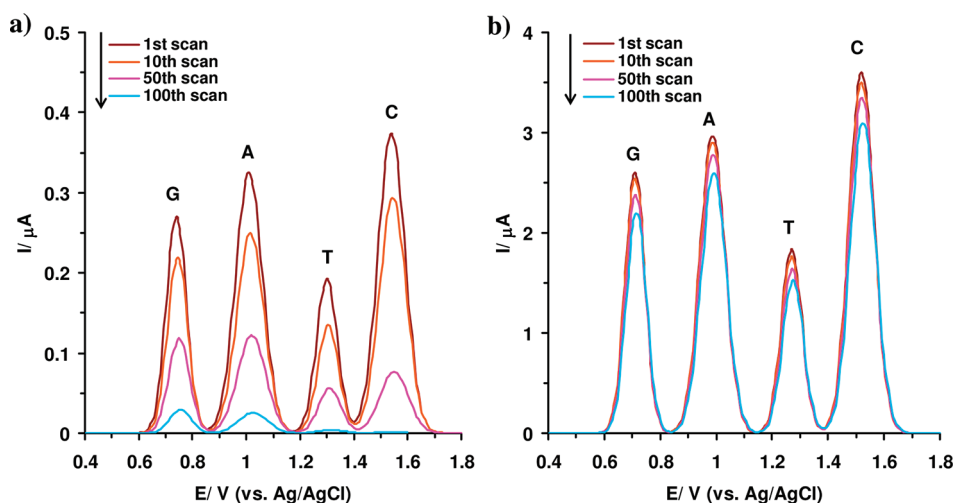 a)
1st scan
10th scan
50th scan
100th scan
G
A
T
C
0.5
0.4
0.3
0.2
0.1
0
I/ μA
0.4 0.6 0.8 1 1.2 1.4 1.6 1.8
E/ V (vs. Ag/AgCl)
b)
1st scan
10th scan
50th scan
100th scan
G
A
T
C
4
3
2
1
0
I/ μA
0.4 0.6 0.8 1 1.2 1.4 1.6 1.8
E/ V (vs. Ag/AgCl)